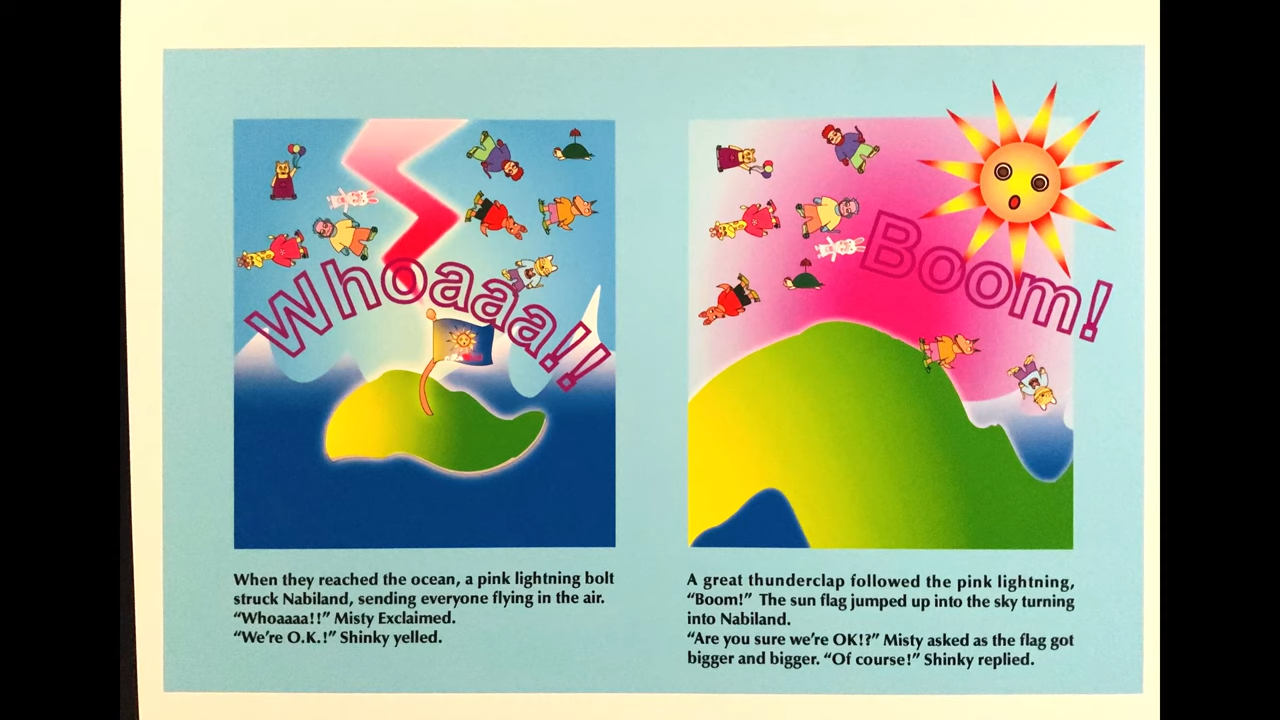 Whoaaa!!
When they reached the ocean, a pink lightning bolt
struck Nabiland, sending everyone flying in the air.
“Whoaaaa!!” Misty Exclaimed.
“We’re O.K.!” Shinky yelled.
Boom!
A great thunderclap followed the pink lightning,
“Boom!” The sun flag jumped up into the sky turning
into Nabiland.
“Are you sure we’re OK!?” Misty asked as the flag got
bigger and bigger. “Of course!” Shinky replied.